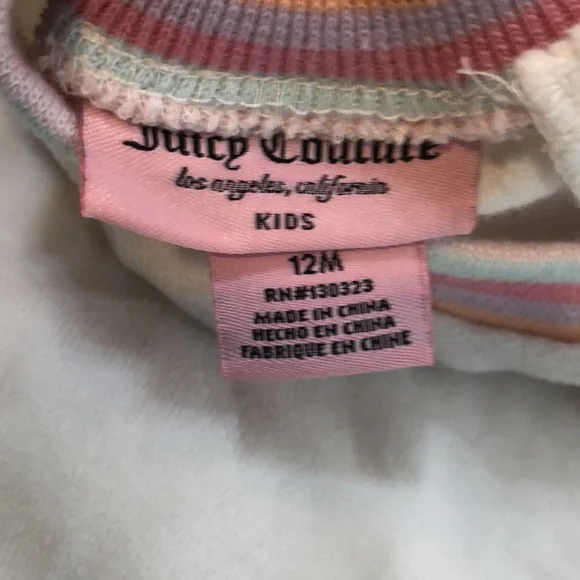 Juicy Couture
los angeles, california
KIDS
12M
RN#130323
MADE IN CHINA
HECHO EN CHINA
FABRIQUE EN CHINE